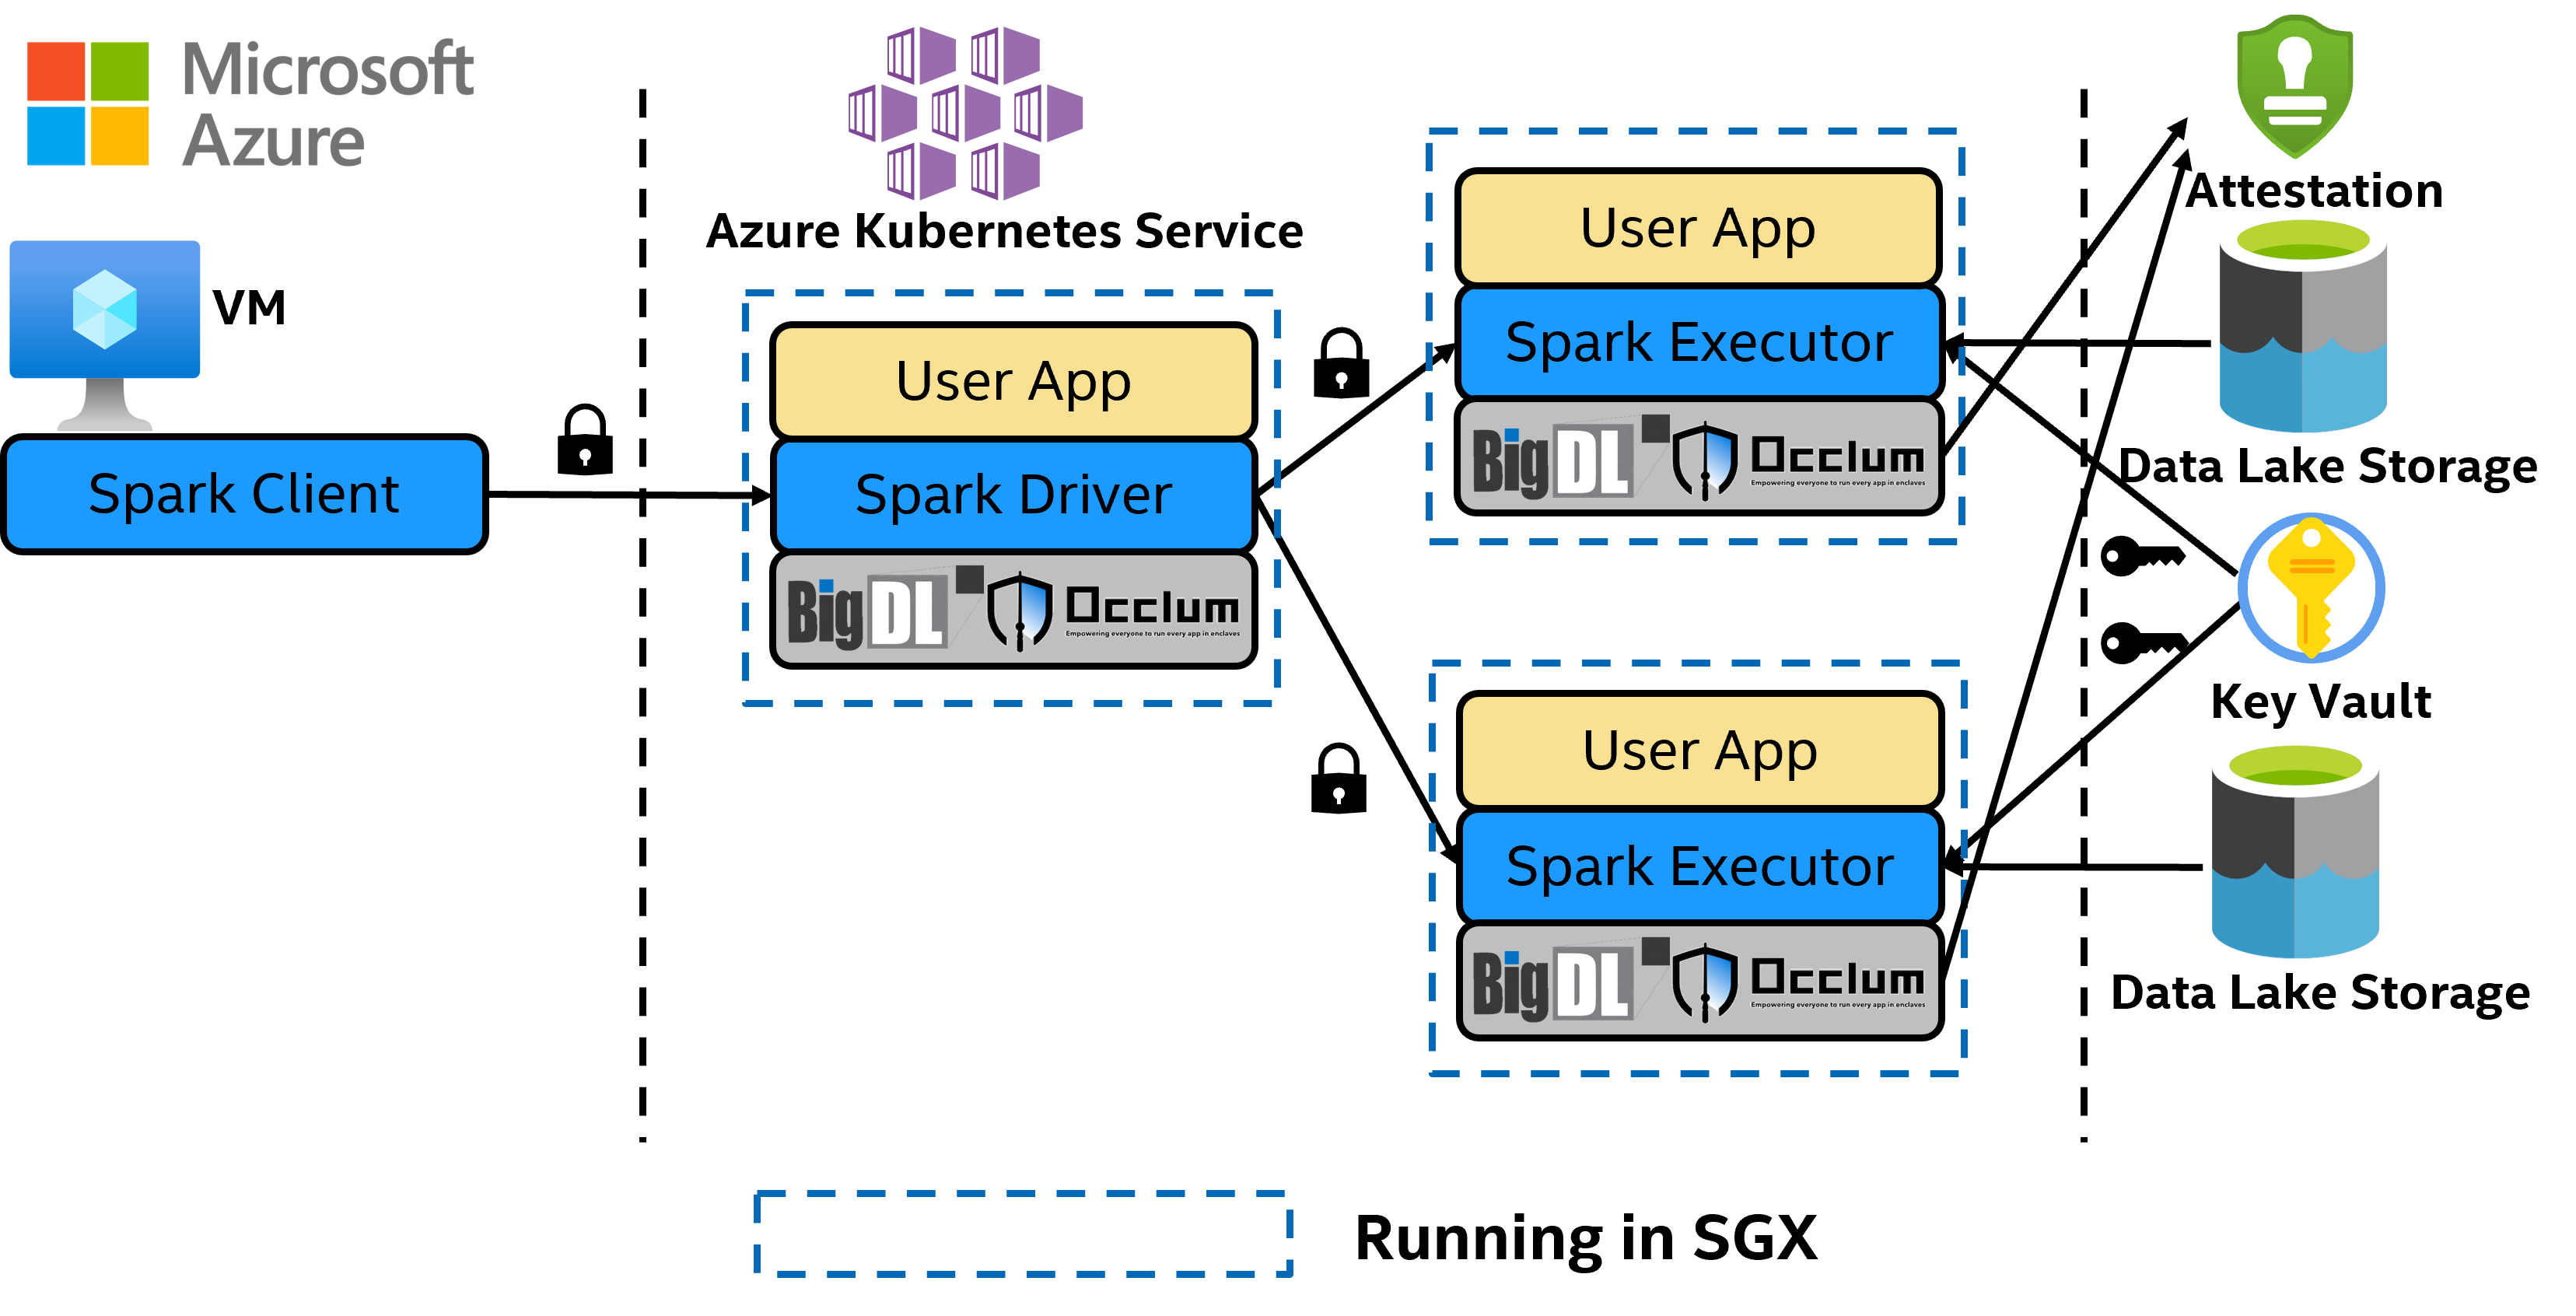 Microsoft
Azure
VM
Spark Client
Azure Kubernetes Service
User App
Spark Driver
BigDL
Occlum
Empowering everyone to run every app in enclaves
User App
Spark Executor
BigDL
Occlum
Empowering everyone to run every app in enclaves
User App
Spark Executor
BigDL
Occlum
Empowering everyone to run every app in enclaves
Attestation
Data Lake Storage
Key Vault
Data Lake Storage
Running in SGX